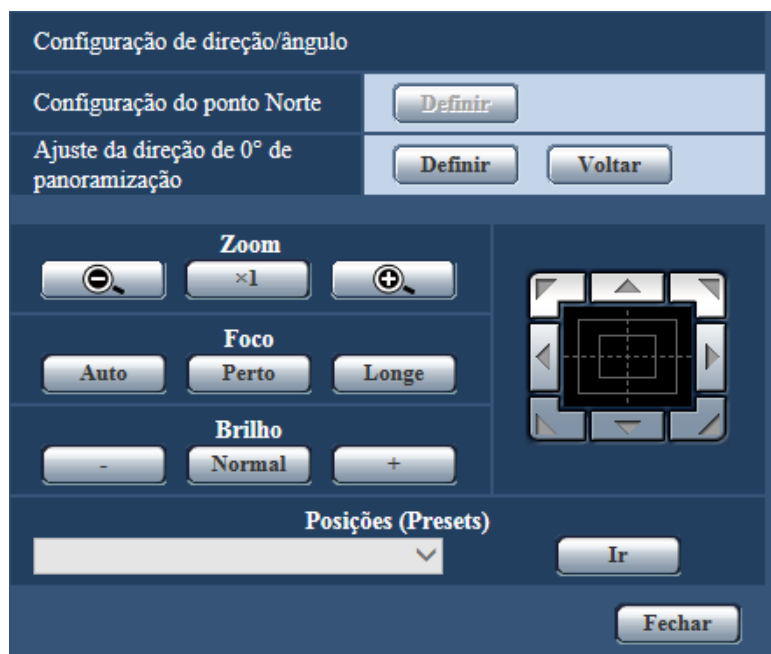 Configuração de direção/ângulo
Configuração do ponto Norte
Definir
Ajuste da direção de 0° de
panoramização
Definir Voltar
Zoom
×1
Foco
Auto Perto Longe
Brilho
- Normal +
Posições (Presets)
Ir
Fechar